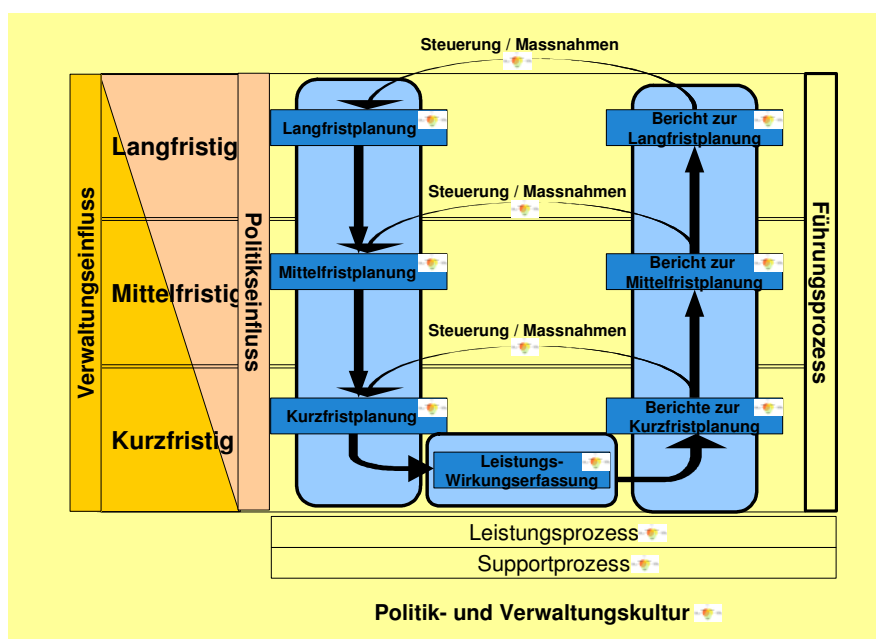 Steuerung / Massnahmen
Verwaltungseinfluss
Langfristig
Politikseinfluss
Langfristplanung
Bericht zur
Langfristplanung
Führungsprozess
Steuerung / Massnahmen
Mittelfristig
Mittelfristplanung
Bericht zur
Mittelfristplanung
Steuerung / Massnahmen
Kurzfristig
Kurzfristplanung
Berichte zur
Kurzfristplanung
Leistungs-
Wirkungserfassung
Leistungsprozess
Supportprozess
Politik- und Verwaltungskultur